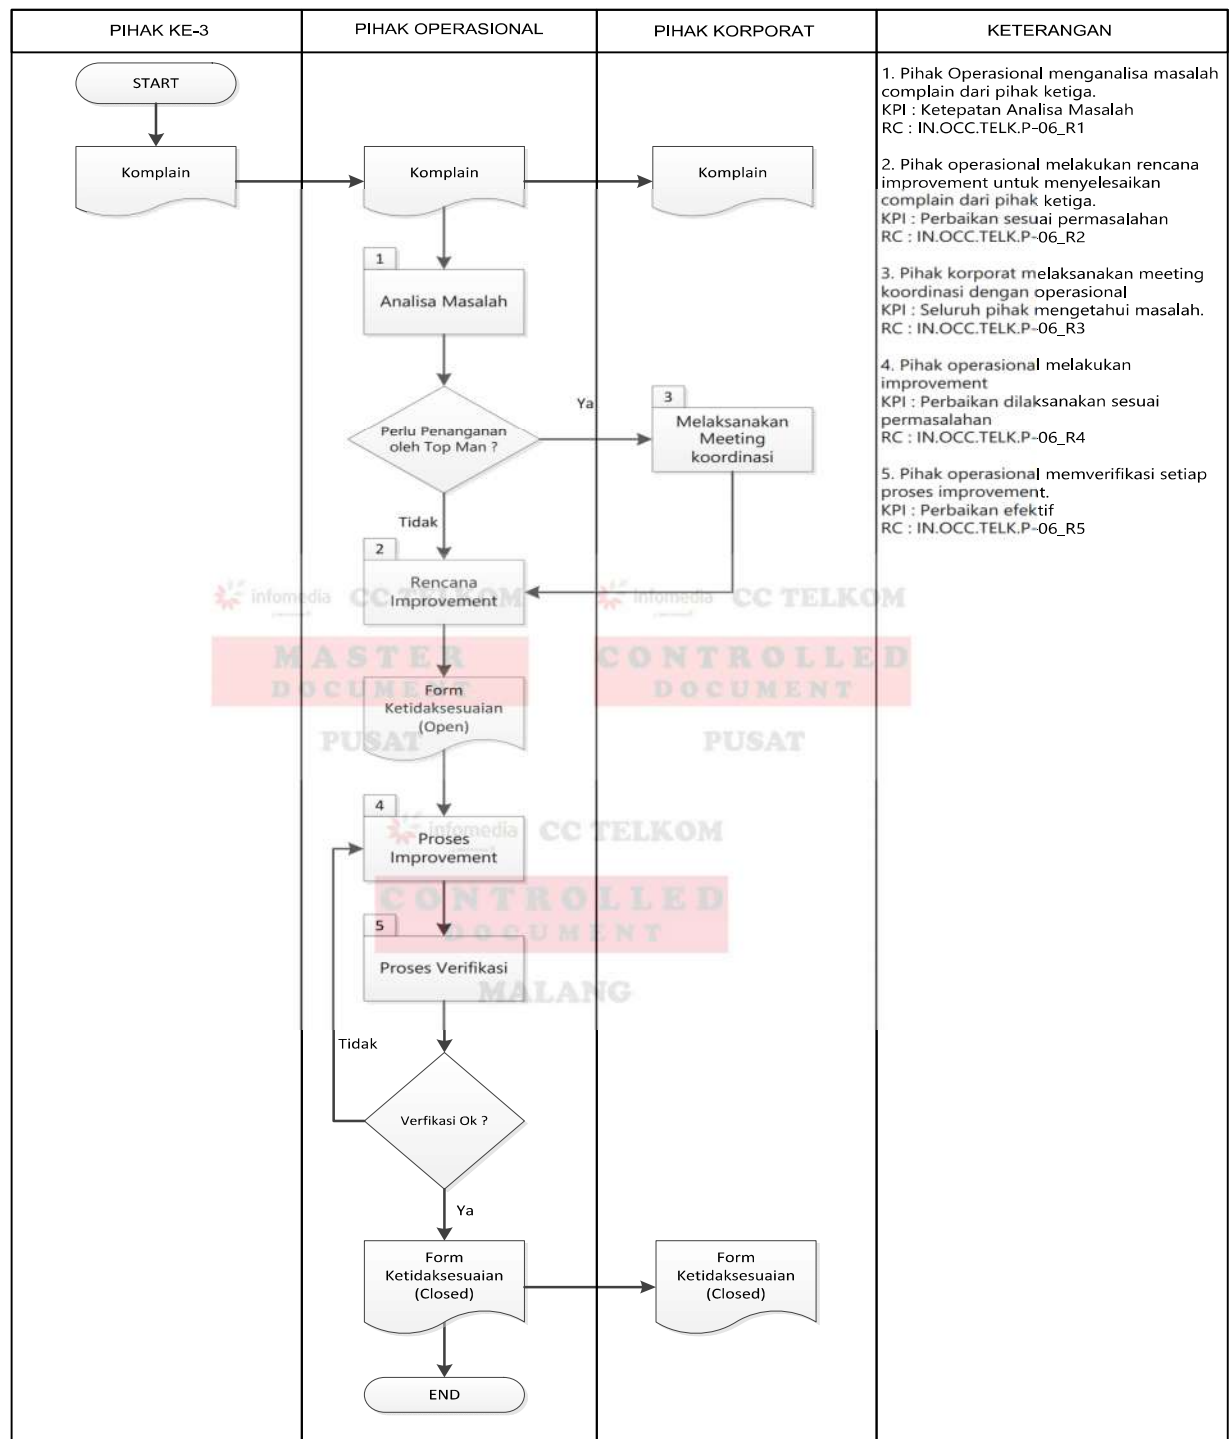 PIHAK KE-3
PIHAK OPERASIONAL
PIHAK KORPORAT
KETERANGAN
START
Komplain
Komplain
Komplain
1
Analisa Masalah
Perlu Penanganan
oleh Top Man ?
Ya
3
Melaksanakan
Meeting
koordinasi
Tidak
2
Rencana
Improvement
Form
Ketidaksesuaian
(Open)
4
Proses
Improvement
5
Proses Verifikasi
Tidak
Verfikasi Ok ?
Ya
Form
Ketidaksesuaian
(Closed)
Form
Ketidaksesuaian
(Closed)
END
1. Pihak Operasional menganalisa masalah
complain dari pihak ketiga.
KPI : Ketepatan Analisa Masalah
RC : IN.OCC.TELK.P-06_R1
2. Pihak operasional melakukan rencana
improvement untuk menyelesaikan
complain dari pihak ketiga.
KPI : Perbaikan sesuai permasalahan
RC : IN.OCC.TELK.P-06_R2
3. Pihak korporat melaksanakan meeting
koordinasi dengan operasional
KPI : Seluruh pihak mengetahui masalah.
RC : IN.OCC.TELK.P-06_R3
4. Pihak operasional melakukan
improvement
KPI : Perbaikan dilaksanakan sesuai
permasalahan
RC : IN.OCC.TELK.P-06_R4
5. Pihak operasional memverifikasi setiap
proses improvement.
KPI : Perbaikan efektif
RC : IN.OCC.TELK.P-06_R5
infomedia CC TELKOM
MASTER
DOCUMENT
PUSAT
infomedia CC TELKOM
CONTROLLED
DOCUMENT
PUSAT
infomedia CC TELKOM
CONTROLLED
DOCUMENT
MALANG